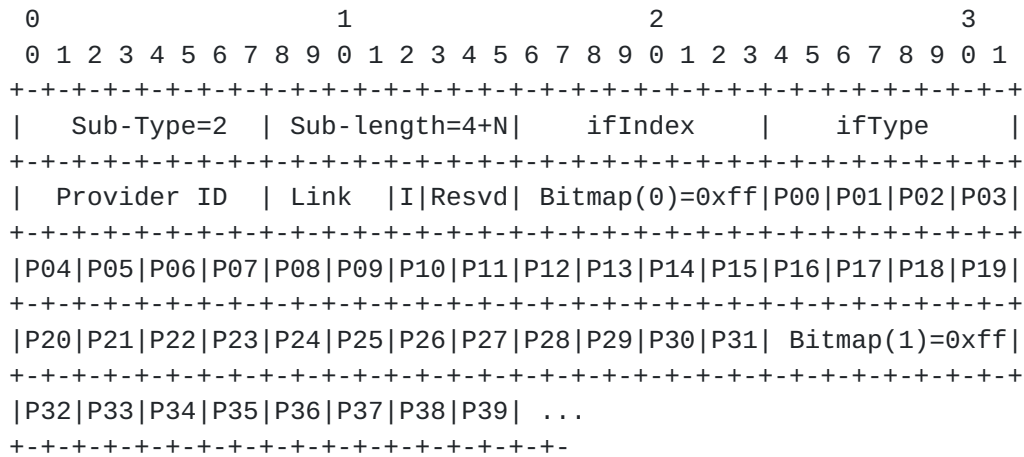 0                   1                   2                   3
 0 1 2 3 4 5 6 7 8 9 0 1 2 3 4 5 6 7 8 9 0 1 2 3 4 5 6 7 8 9 0 1
+-+-+-+-+-+-+-+-+-+-+-+-+-+-+-+-+-+-+-+-+-+-+-+-+-+-+-+-+-+-+-+-+
|   Sub-Type=2  | Sub-length=4+N|    ifIndex    |    ifType     |
+-+-+-+-+-+-+-+-+-+-+-+-+-+-+-+-+-+-+-+-+-+-+-+-+-+-+-+-+-+-+-+-+
|  Provider ID  | Link  |I|Resvd| Bitmap(0)=0xff|P00|P01|P02|P03|
+-+-+-+-+-+-+-+-+-+-+-+-+-+-+-+-+-+-+-+-+-+-+-+-+-+-+-+-+-+-+-+-+
|P04|P05|P06|P07|P08|P09|P10|P11|P12|P13|P14|P15|P16|P17|P18|P19|
+-+-+-+-+-+-+-+-+-+-+-+-+-+-+-+-+-+-+-+-+-+-+-+-+-+-+-+-+-+-+-+-+
|P20|P21|P22|P23|P24|P25|P26|P27|P28|P29|P30|P31| Bitmap(1)=0xff|
+-+-+-+-+-+-+-+-+-+-+-+-+-+-+-+-+-+-+-+-+-+-+-+-+-+-+-+-+-+-+-+-+
|P32|P33|P34|P35|P36|P37|P38|P39| ...
+-+-+-+-+-+-+-+-+-+-+-+-+-+-+-+-+-+-